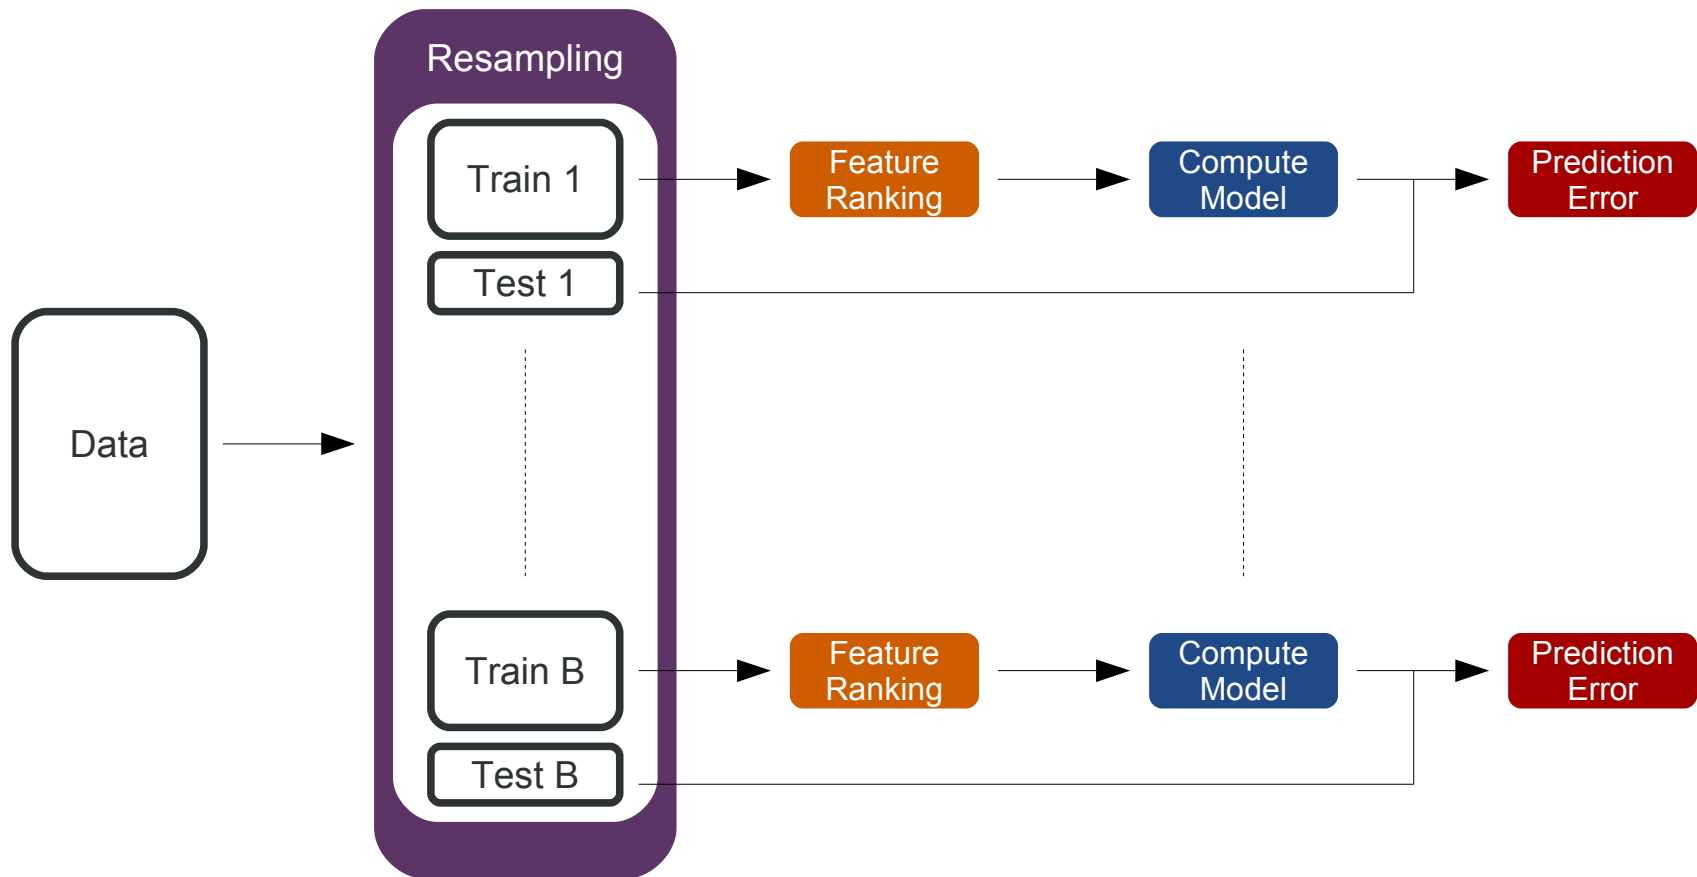 Resampling
Train 1
Feature
Ranking
Compute
Model
Prediction
Error
Test 1
Data
Train B
Feature
Ranking
Compute
Model
Prediction
Error
Test B